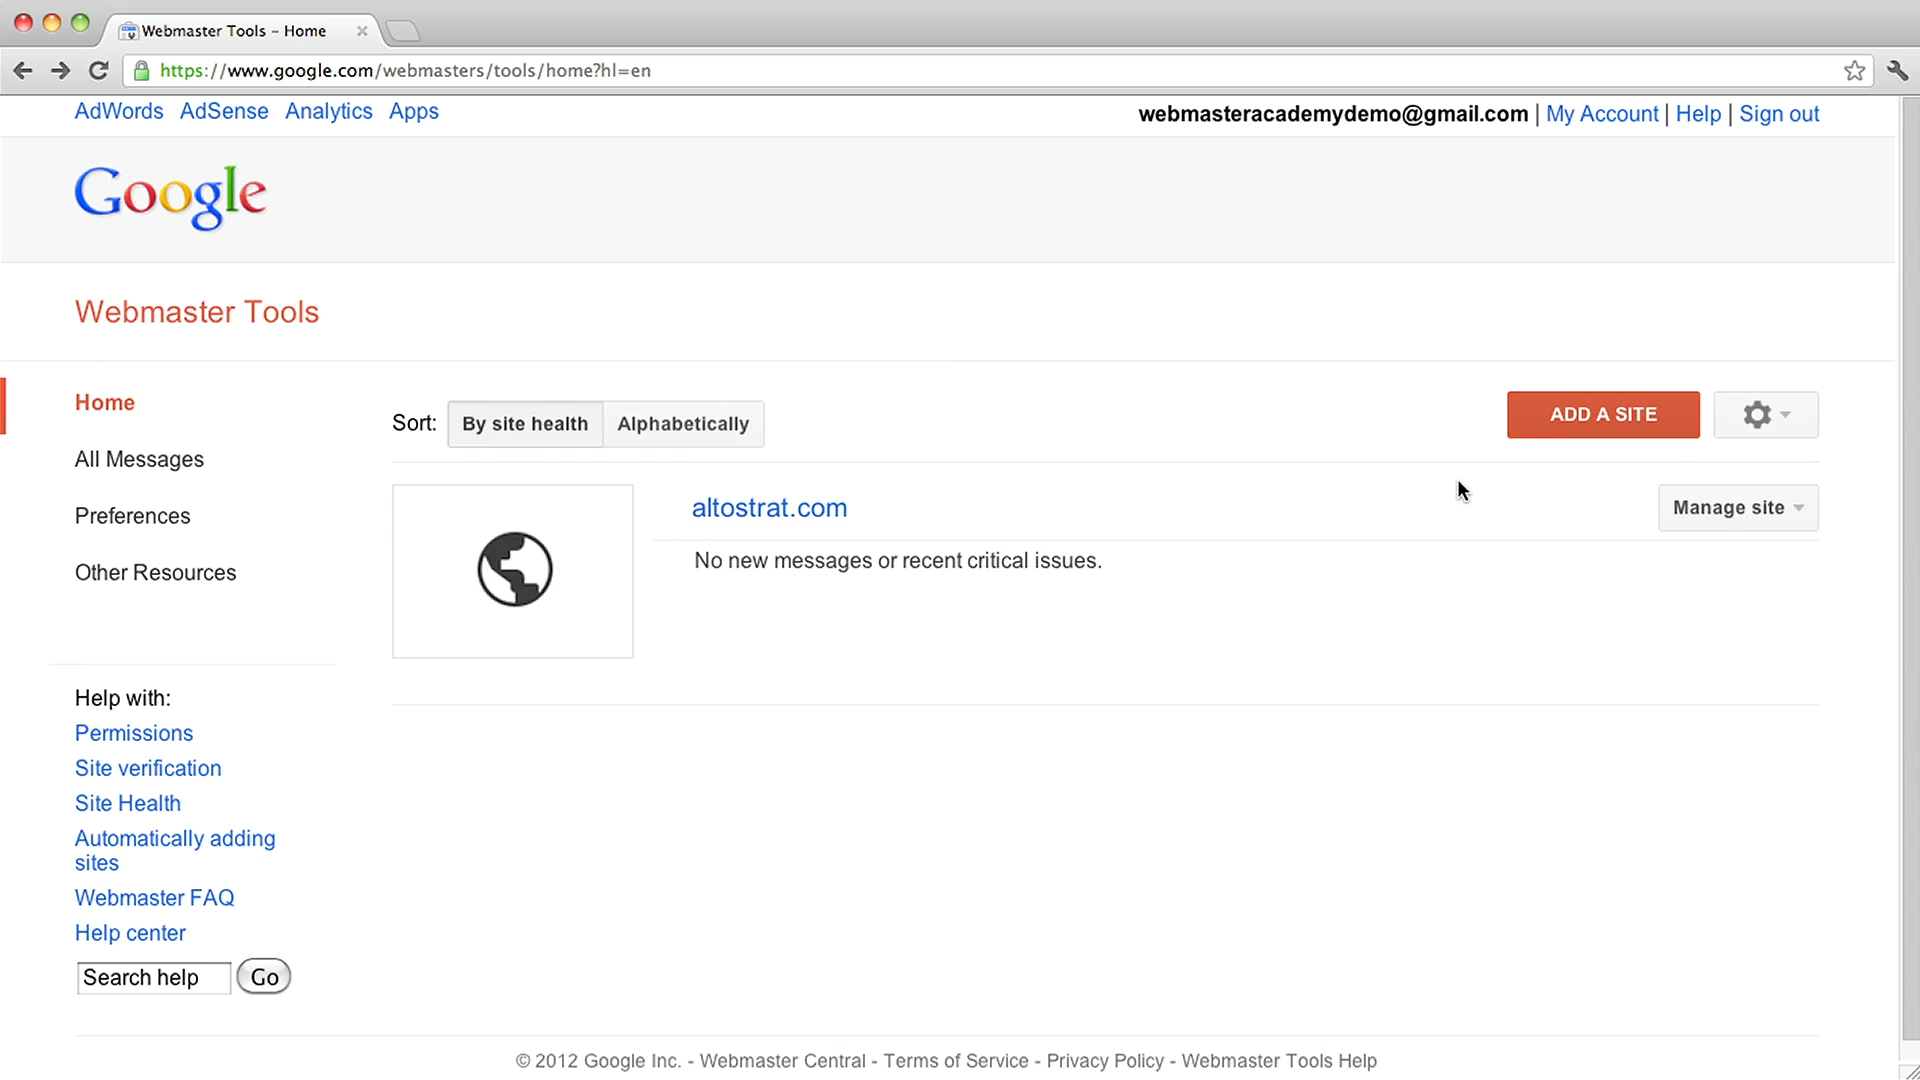 Webmaster Tools – Home
https://www.google.com/webmasters/tools/home?hl=en
AdWords AdSense Analytics Apps
webmasteracademydemo@gmail.com | My Account | Help | Sign out
Google
Webmaster Tools
Home
All Messages
Preferences
Other Resources
Sort: By site health Alphabetically
ADD A SITE
altostrat.com
Manage site
No new messages or recent critical issues.
Help with:
Permissions
Site verification
Site Health
Automatically adding
sites
Webmaster FAQ
Help center
Search help Go
© 2012 Google Inc. - Webmaster Central - Terms of Service - Privacy Policy - Webmaster Tools Help